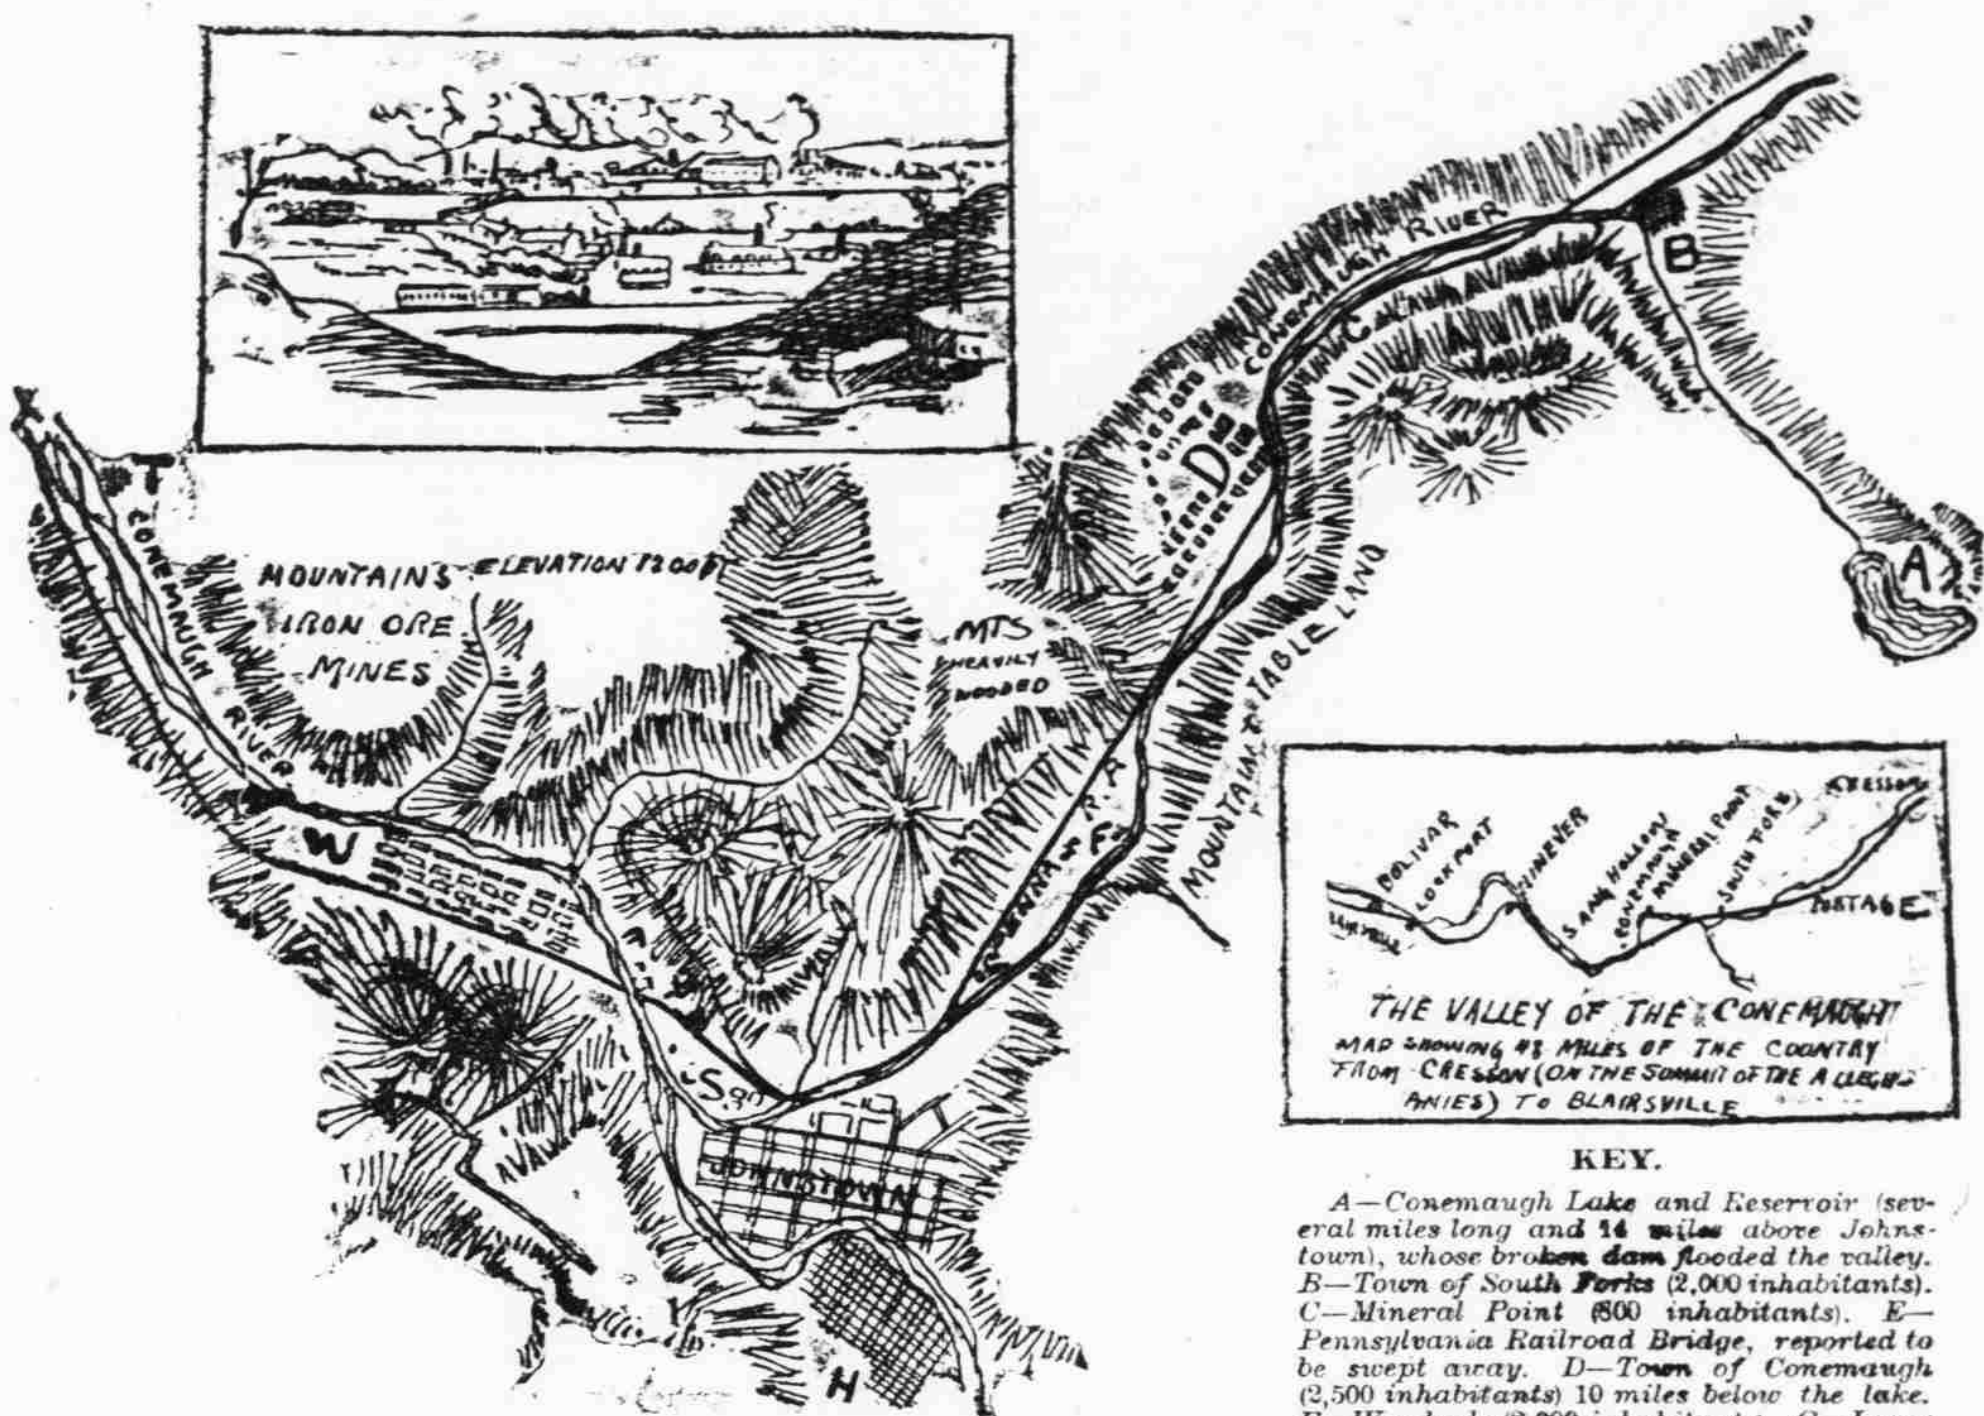 CONEMAUGH RIVER
B
C
D
A
T
CONEMAUGH
RIVER
MOUNTAINS ELEVATION 1200 ft
IRON ORE
MINES
MTS
HEAVILY
WOODED
MOUNTAIN & TABLE LAND
W
PENNA R.R
F
JOHNSTOWN
H
BOLIVAR
LOCKPORT
NINEVER
SANG HOLLOW
CONEMAUGH
MINERAL POINT
SOUTH FORK
CRESSON
PORTAGE
THE VALLEY OF THE CONEMAUGH
MAP SHOWING 48 MILES OF THE COUNTRY
FROM CRESSON (ON THE SUMMIT OF THE ALLEGH-
ANIES) TO BLAIRSVILLE
KEY.
A—Conemaugh Lake and Reservoir (sev-
eral miles long and 14 miles above Johns-
town), whose broken dam flooded the valley.
B—Town of South Forks (2,000 inhabitants).
C—Mineral Point (800 inhabitants). E—
Pennsylvania Railroad Bridge, reported to
be swept away. D—Town of Conemaugh
(2,500 inhabitants) 10 miles below the lake.